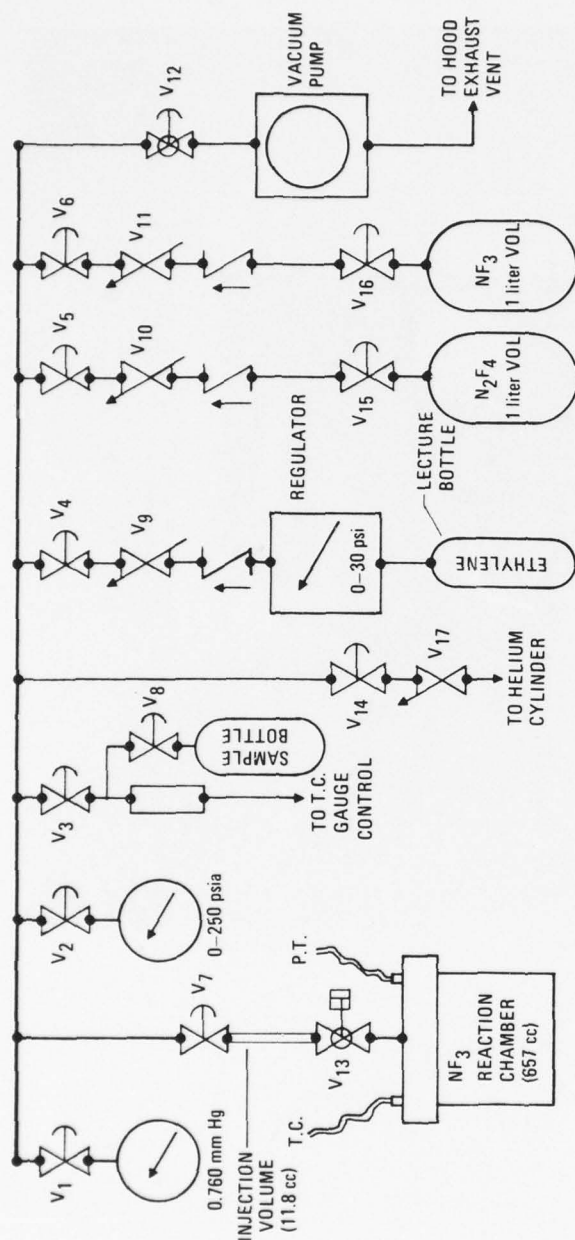 V1
0.760 mm Hg
INJECTION
VOLUME
(11.8 cc)
V7
V13
T.C.
P.T.
NF3
REACTION
CHAMBER
(657 cc)
V2
0–250 psia
V3
V8
SAMPLE
BOTTLE
TO T.C.
GAUGE
CONTROL
V14
V17
TO HELIUM
CYLINDER
V4
V9
REGULATOR
0–30 psi
LECTURE
BOTTLE
ETHYLENE
V5
V10
V15
N2F4
1 liter VOL
V6
V11
V16
NF3
1 liter VOL
V12
VACUUM
PUMP
TO HOOD
EXHAUST
VENT